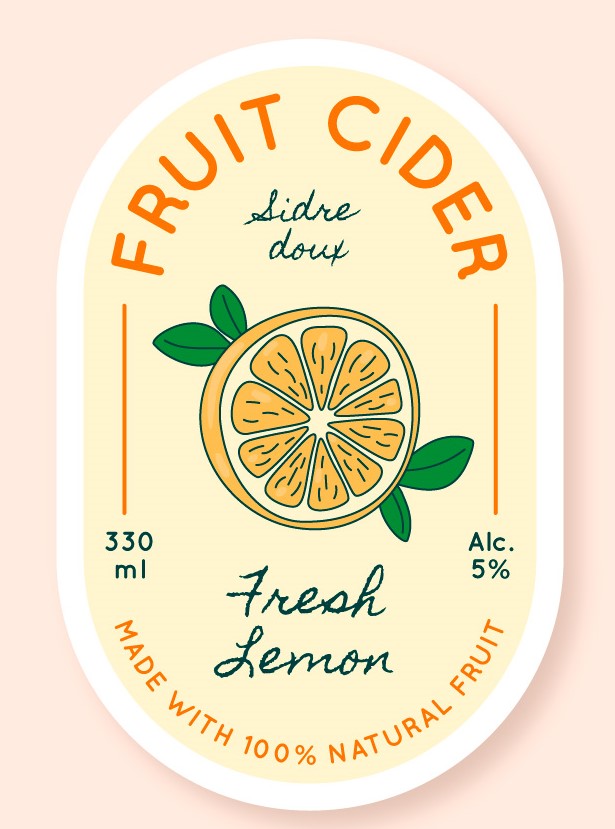 FRUIT CIDER
Sidre
doux
330
ml
Alc.
5%
Fresh
Lemon
MADE WITH 100% NATURAL FRUIT